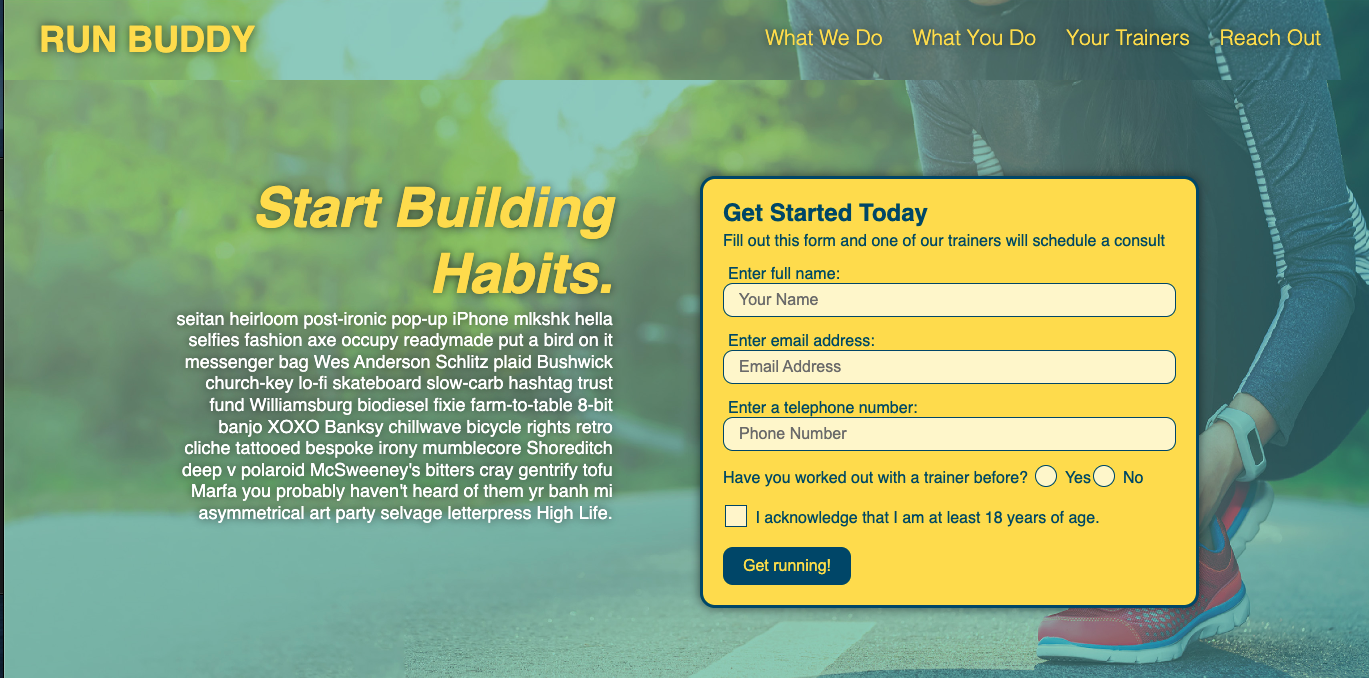 RUN BUDDY
What We Do What You Do Your Trainers Reach Out
Start Building
Habits.
seitan heirloom post-ironic pop-up iPhone mlkshk hella
selfies fashion axe occupy readymade put a bird on it
messenger bag Wes Anderson Schlitz plaid Bushwick
church-key lo-fi skateboard slow-carb hashtag trust
fund Williamsburg biodiesel fixie farm-to-table 8-bit
banjo XOXO Banksy chillwave bicycle rights retro
cliche tattooed bespoke irony mumblecore Shoreditch
deep v polaroid McSweeney's bitters cray gentrify tofu
Marfa you probably haven't heard of them yr banh mi
asymmetrical art party selvage letterpress High Life.
Get Started Today
Fill out this form and one of our trainers will schedule a consult
Enter full name:
Your Name
Enter email address:
Email Address
Enter a telephone number:
Phone Number
Have you worked out with a trainer before? Yes No
I acknowledge that I am at least 18 years of age.
Get running!